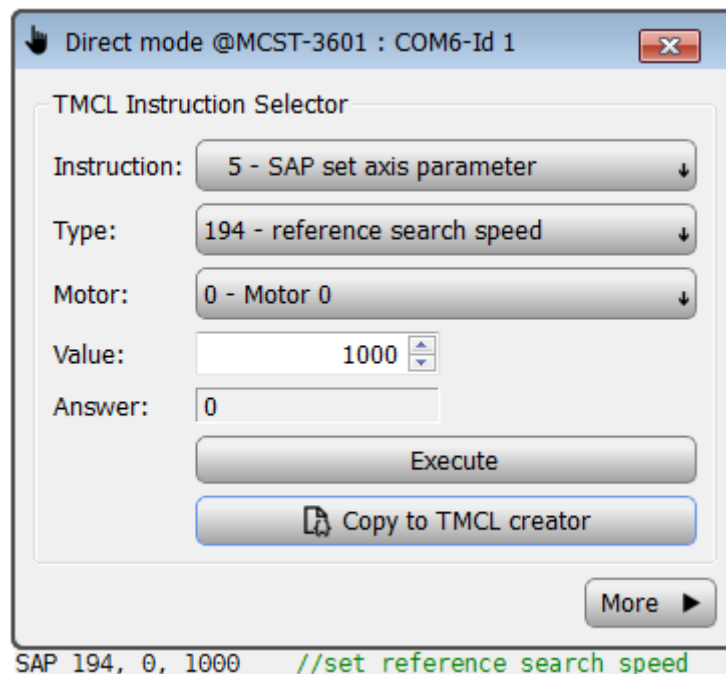 Direct mode @MCST-3601 : COM6-Id 1
TMCL Instruction Selector
Instruction: 5 - SAP set axis parameter
Type: 194 - reference search speed
Motor: 0 - Motor 0
Value: 1000
Answer: 0
Execute
Copy to TMCL creator
More
SAP 194, 0, 1000 //set reference search speed